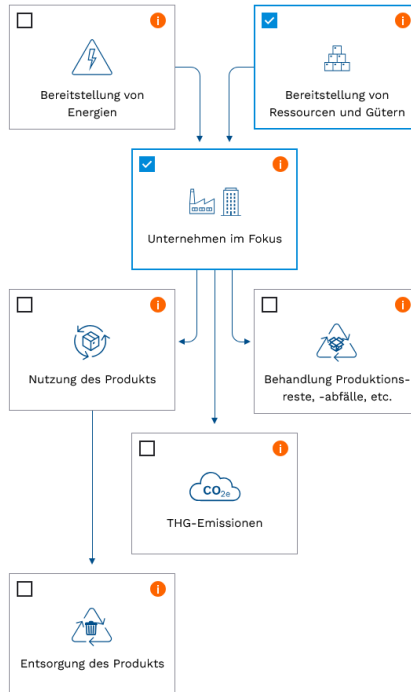 i
i
Bereitstellung von
Energien
Bereitstellung von
Ressourcen und Gütern
i
Unternehmen im Fokus
i
i
Nutzung des Produkts
Behandlung Produktions-
reste, -abfälle, etc.
i
CO2e
THG-Emissionen
i
Entsorgung des Produkts